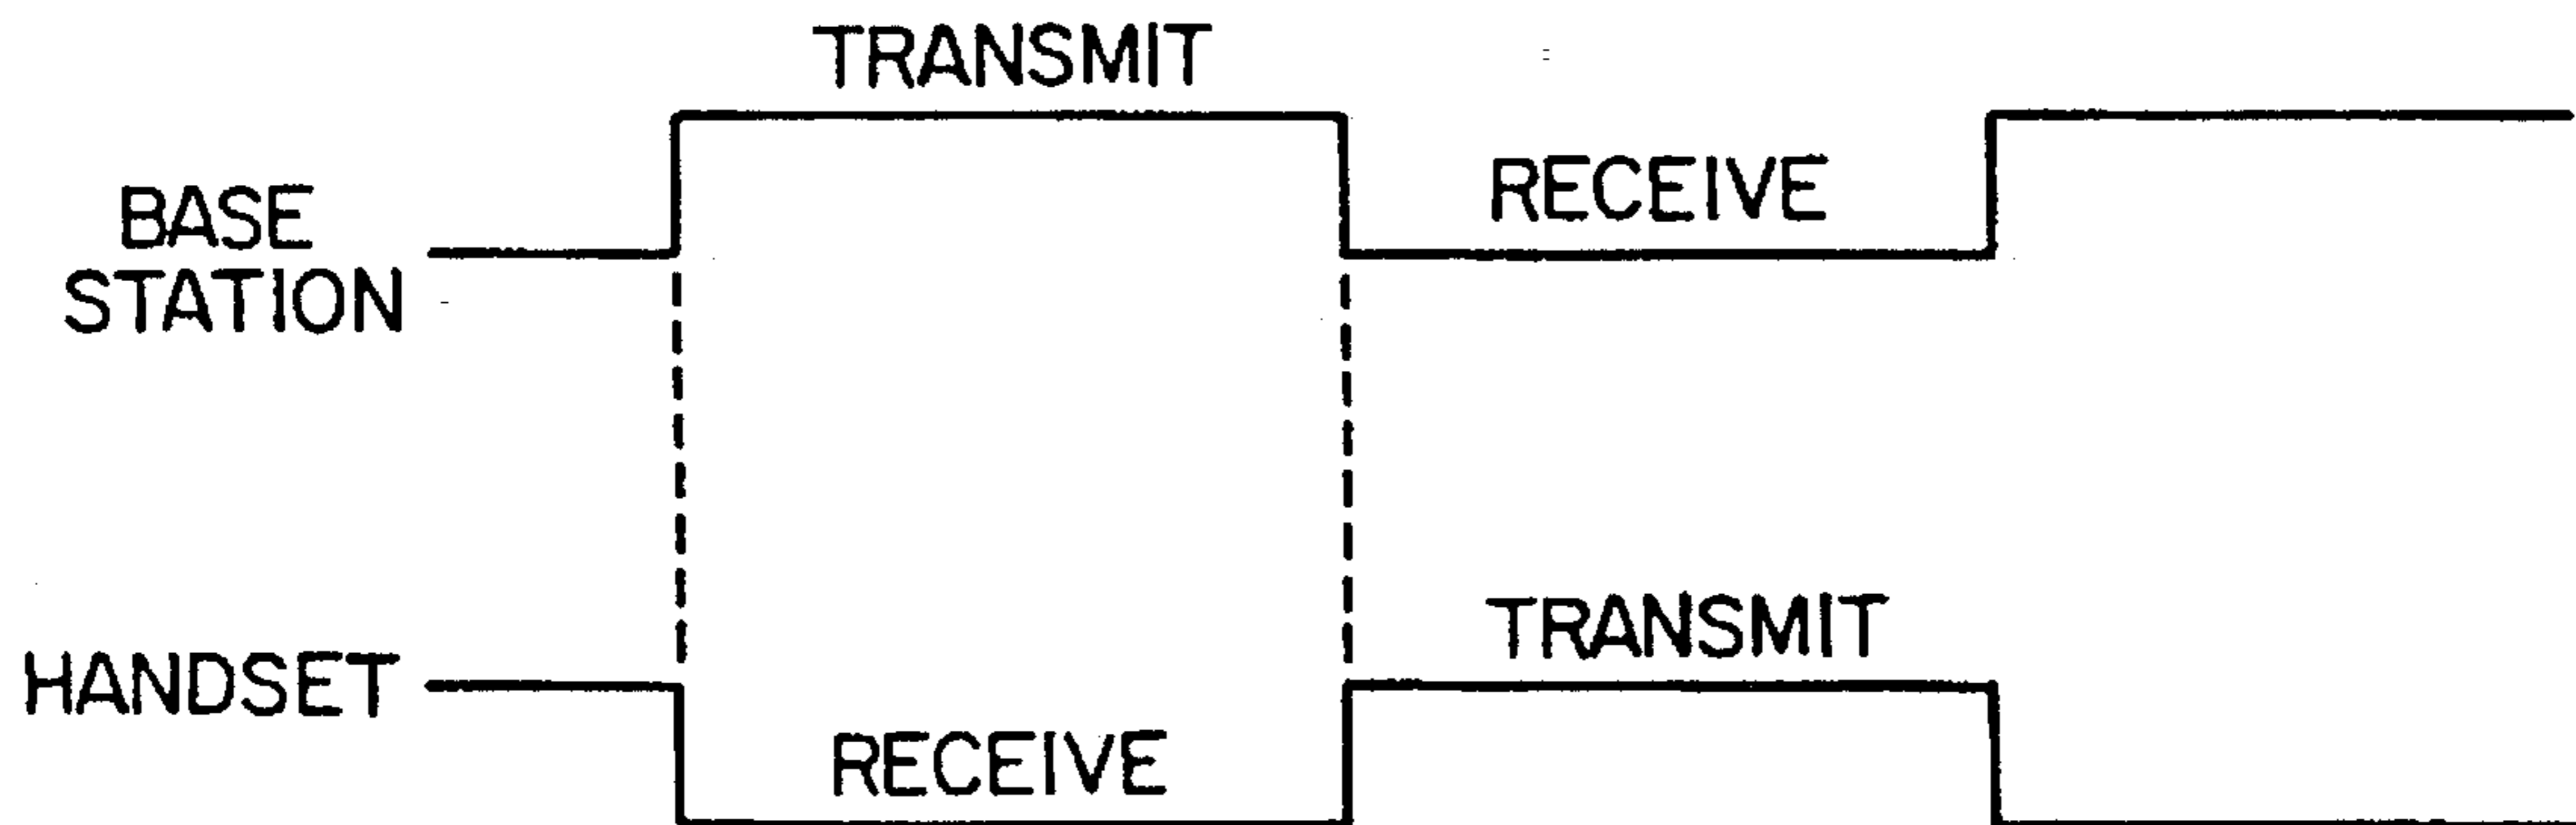 TRANSMIT
RECEIVE
BASE
STATION
TRANSMIT
HANDSET
RECEIVE